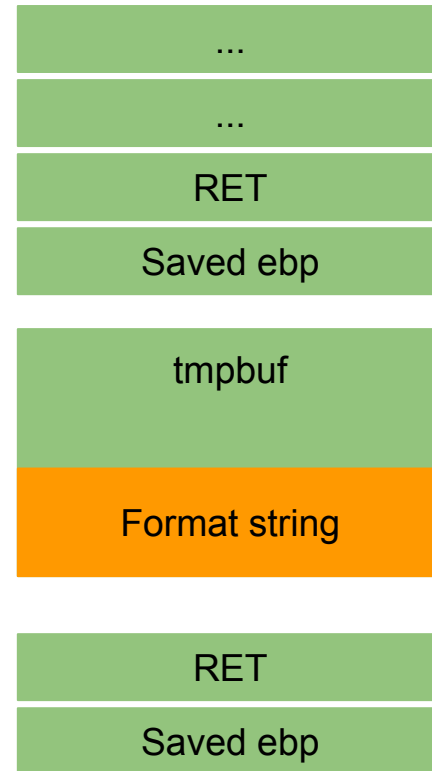 ...
...
RET
Saved ebp
tmpbuf
Format string
RET
Saved ebp